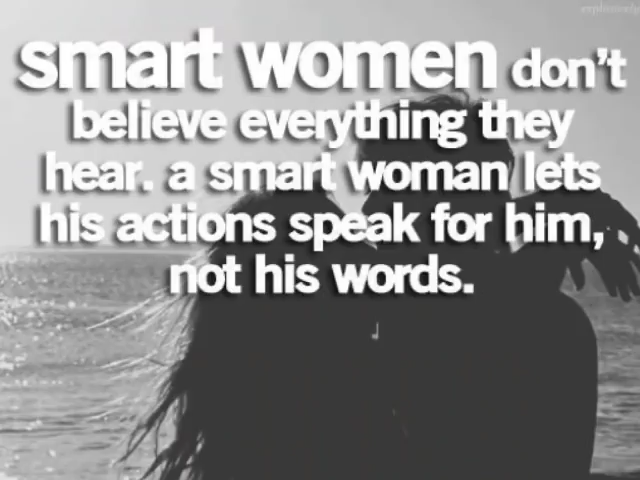 smart women don't
believe everything they
hear. a smart woman lets
his actions speak for him,
not his words.